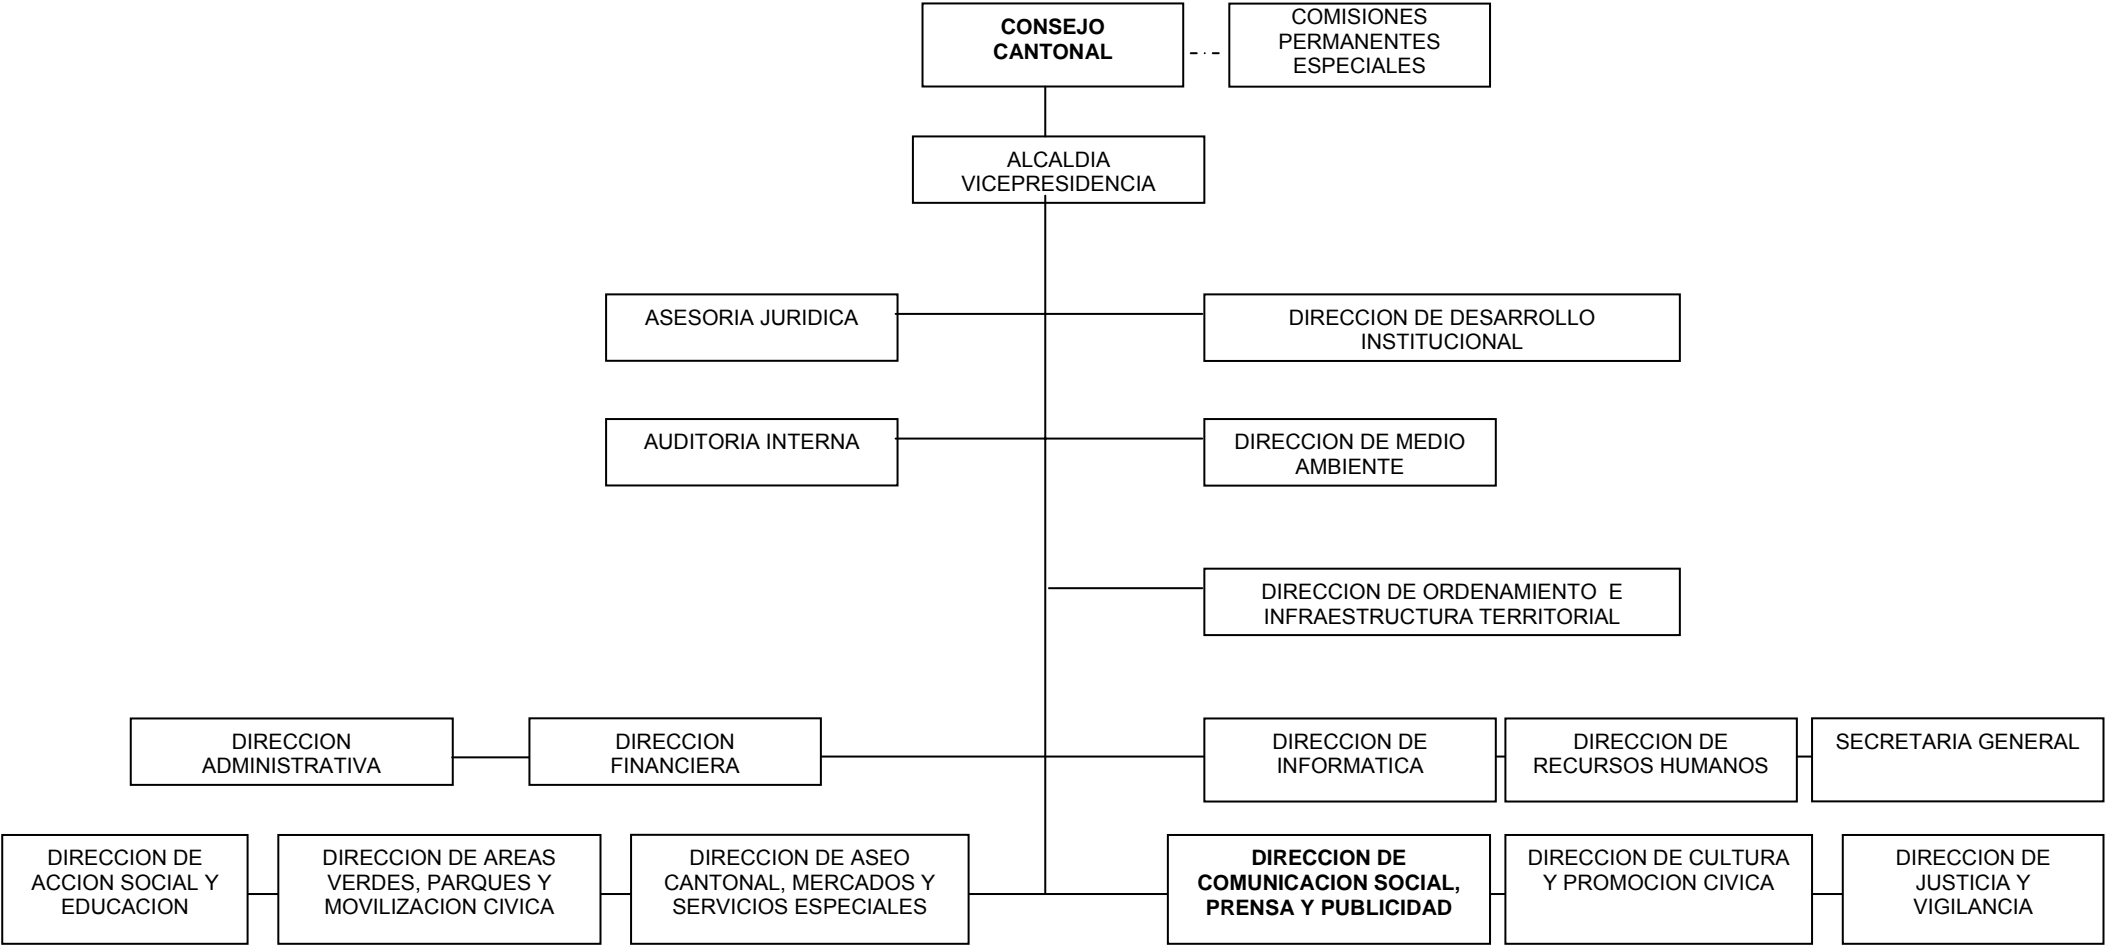 CONSEJO
CANTONAL
COMISIONES
PERMANENTES
ESPECIALES
ALCALDIA
VICEPRESIDENCIA
ASESORIA JURIDICA
DIRECCION DE DESARROLLO
INSTITUCIONAL
AUDITORIA INTERNA
DIRECCION DE MEDIO
AMBIENTE
DIRECCION DE ORDENAMIENTO  E
INFRAESTRUCTURA TERRITORIAL
DIRECCION
ADMINISTRATIVA
DIRECCION
FINANCIERA
DIRECCION DE
INFORMATICA
DIRECCION DE
RECURSOS HUMANOS
SECRETARIA GENERAL
DIRECCION DE
ACCION SOCIAL Y
EDUCACION
DIRECCION DE AREAS
VERDES, PARQUES Y
MOVILIZACION CIVICA
DIRECCION DE ASEO
CANTONAL, MERCADOS Y
SERVICIOS ESPECIALES
DIRECCION DE
COMUNICACION SOCIAL,
PRENSA Y PUBLICIDAD
DIRECCION DE CULTURA
Y PROMOCION CIVICA
DIRECCION DE
JUSTICIA Y
VIGILANCIA